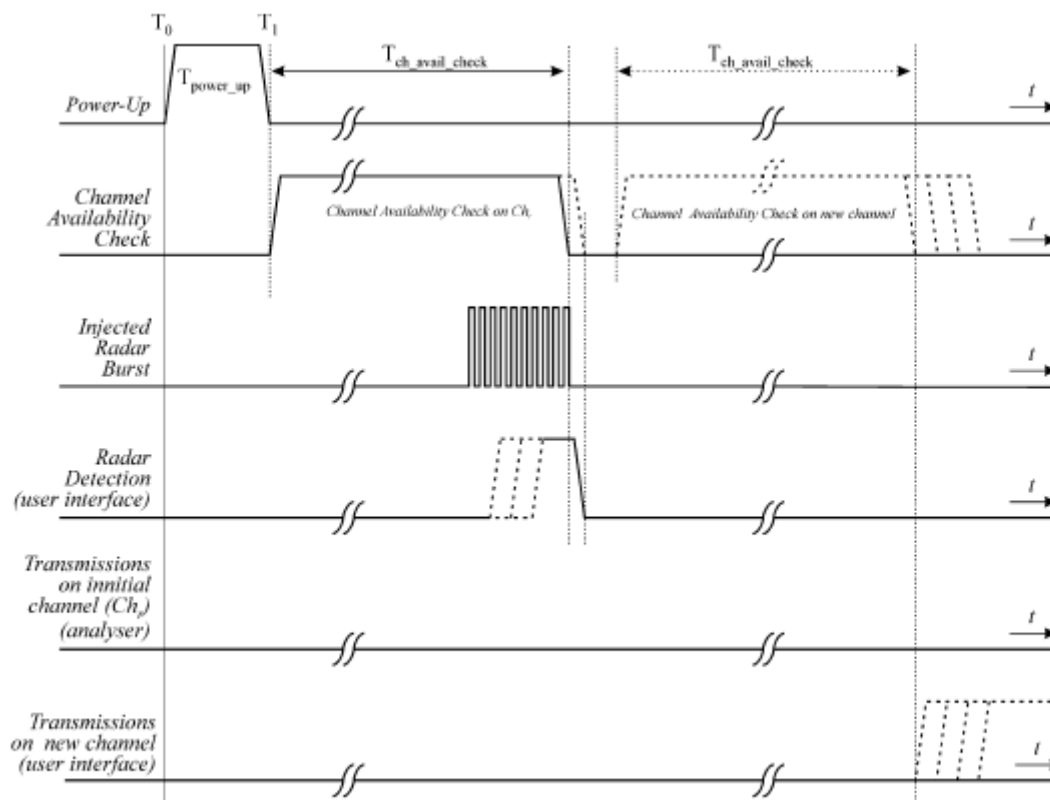 T0 T1
Tch_avail_check Tch_avail_check
Tpower_up
Power-Up
t
Channel
Availability
Check
Channel Availability Check on Chr
Channel Availability Check on new channel
t
Injected
Radar
Burst
t
Radar
Detection
(user interface)
t
Transmissions
on innitial
channel (Chr)
(analyser)
t
Transmissions
on new channel
(user interface)
t